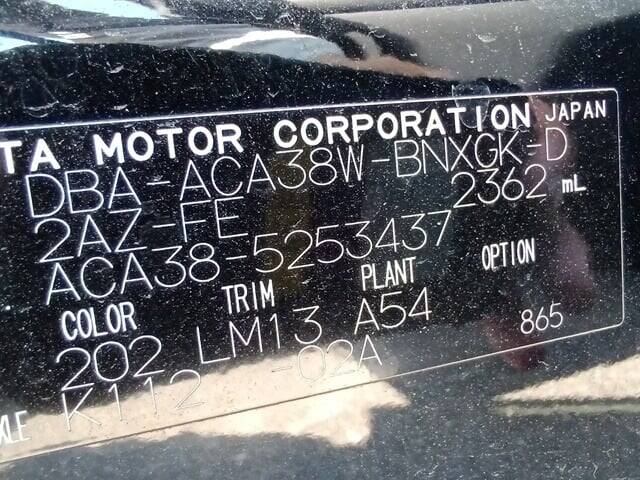 TA MOTOR CORPORATION JAPAN
DBA-ACA38W-BNXGK-D
2AZ-FE 2362 mL
ACA38-5253437
COLOR TRIM PLANT OPTION
202 LM13 A54 865
XLE K112 -02A